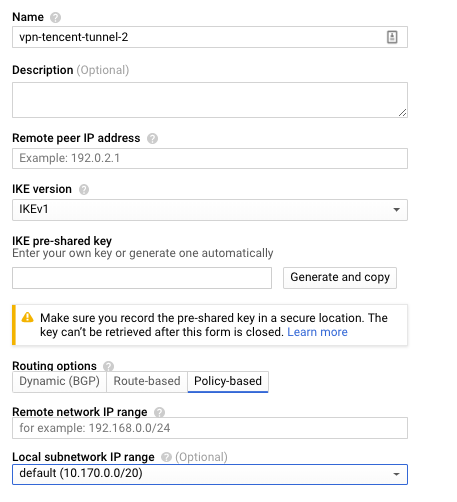 Name
vpn-tencent-tunnel-2
Description (Optional)
Remote peer IP address
Example: 192.0.2.1
IKE version
IKEv1
IKE pre-shared key
Enter your own key or generate one automatically
Generate and copy
Make sure you record the pre-shared key in a secure location. The
key can't be retrieved after this form is closed. Learn more
Routing options
Dynamic (BGP) Route-based Policy-based
Remote network IP range
for example: 192.168.0.0/24
Local subnetwork IP range (Optional)
default (10.170.0.0/20)